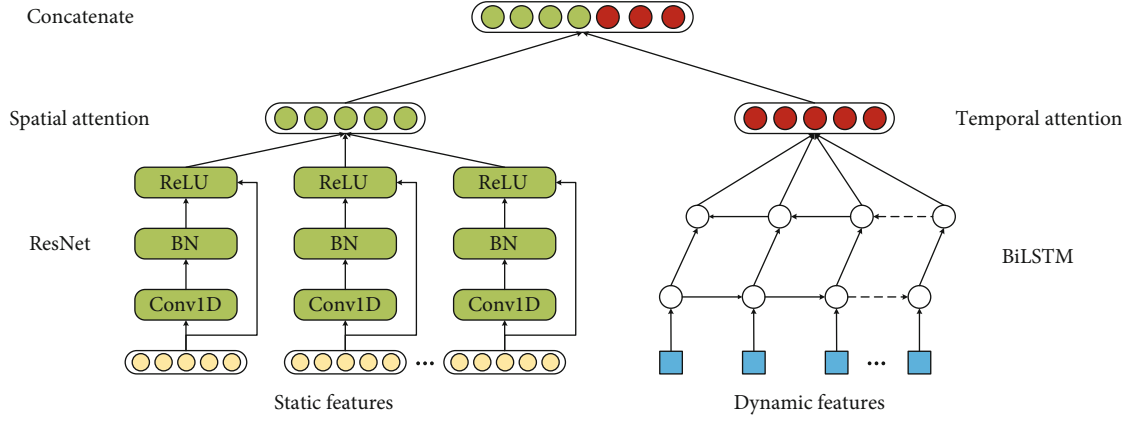 Concatenate
Spatial attention
Temporal attention
ReLU ReLU ReLU
ResNet
BN BN BN
BiLSTM
Conv1D Conv1D Conv1D
... ...
Static features
Dynamic features